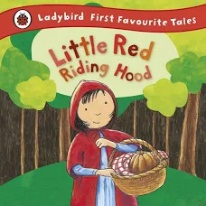 Ladybird First Favourite Tales
Little Red
Riding Hood